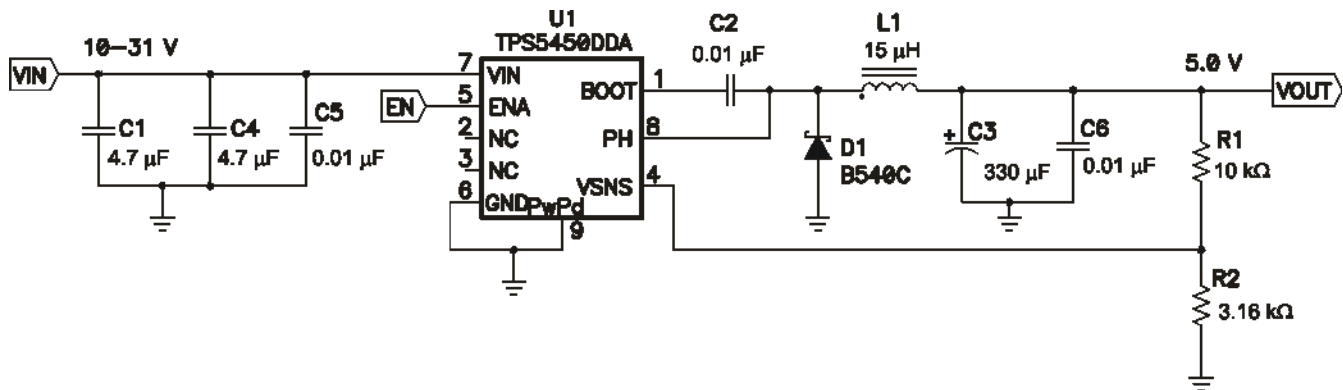 VIN
10–31 V
C1
4.7 µF
C4
4.7 µF
C5
0.01 µF
EN
U1
TPS5450DDA
7
VIN
5
ENA
2
NC
3
NC
6
GND
PwPd
9
BOOT
1
PH
8
VSNS
4
C2
0.01 µF
L1
15 µH
D1
B540C
C3
+
330 µF
C6
0.01 µF
5.0 V
VOUT
R1
10 kΩ
R2
3.16 kΩ